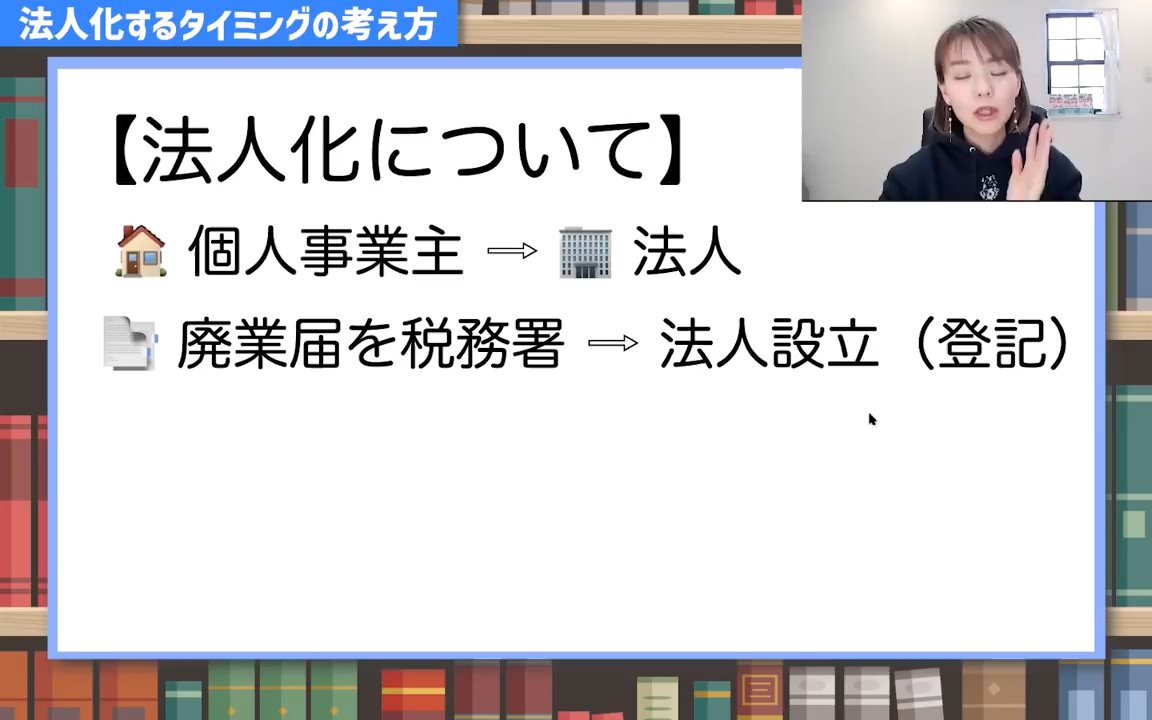 法人化するタイミングの考え方
【法人化について】
個人事業主 ⇨ 法人
廃業届を税務署 ⇨ 法人設立（登記）